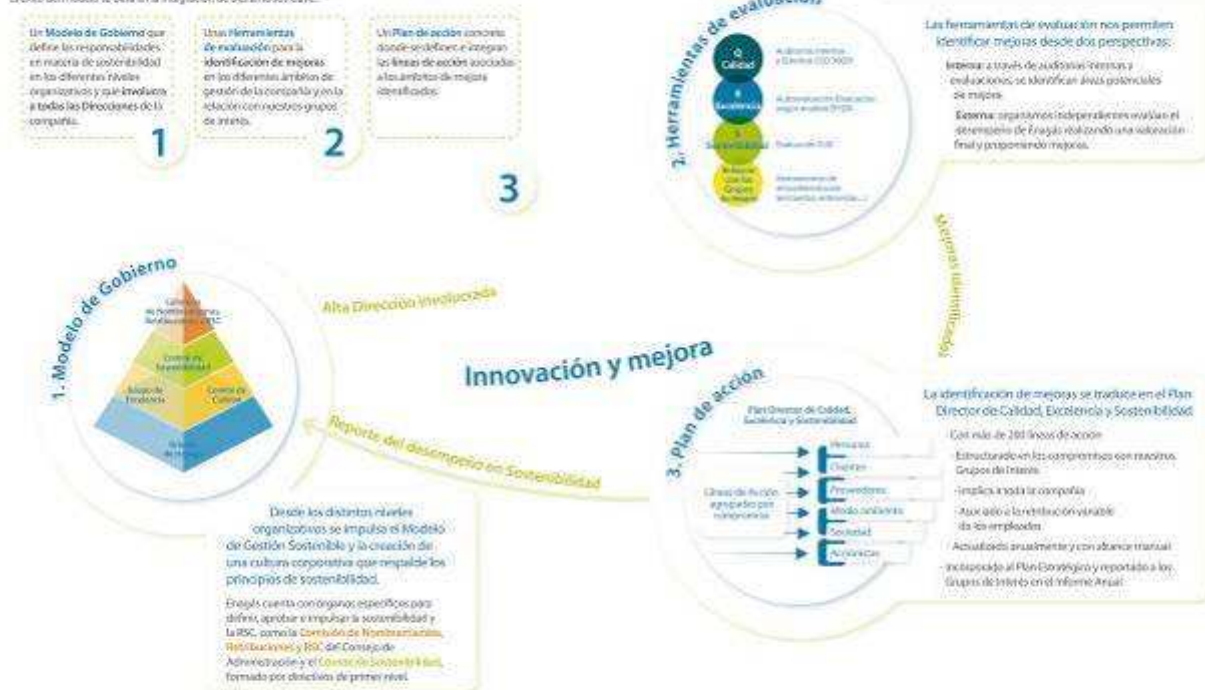 Un Modelo de Gobierno que
define las responsabilidades
en materia de sostenibilidad
en los diferentes niveles
organizativos y que involucra
a todas las Direcciones de la
compañía.
1
Unas Herramientas
de evaluación para la
identificación de mejoras
en los diferentes ámbitos de
gestión de la compañía y en la
relación con nuestros grupos
de interés.
2
Un Plan de acción concreto
donde se definen e integran
las líneas de acción asociadas
a los ámbitos de mejora
identificados.
3
2. Herramientas de evaluación
Calidad
Auditorías internas
Excelencia
Sostenibilidad
Las herramientas de evaluación nos permiten
identificar mejoras desde dos perspectivas:
Interna: a través de auditorías internas y
evaluaciones, se identifican áreas potenciales
de mejora.
Externa: organismos independientes evalúan el
desempeño de Enagás realizando una valoración
final y proponiendo mejoras.
Mejoras identificadas
1. Modelo de Gobierno
Comité de
Sostenibilidad
Comité de
Alta Dirección involucrada
Innovación y mejora
Reporte del desempeño en Sostenibilidad
Desde los distintos niveles
organizativos se impulsa el Modelo
de Gestión Sostenible y la creación de
una cultura corporativa que respalde los
principios de sostenibilidad.
Enagás cuenta con órganos específicos para
definir, aprobar e impulsar la sostenibilidad y
la RSC, como la Comisión de Nombramientos,
Retribuciones y RSC del Consejo de
Administración y el Comité de Sostenibilidad,
formado por directivos de primer nivel.
3. Plan de acción
Plan Director de Calidad,
Excelencia y Sostenibilidad
Líneas de Acción
agrupadas por
compromiso
Personas
Clientes
Proveedores
Medio ambiente
Sociedad
Accionistas
La identificación de mejoras se traduce en el Plan
Director de Calidad, Excelencia y Sostenibilidad
- Con más de 200 líneas de acción
- Estructurado en los compromisos con nuestros
Grupos de Interés
- Implica a toda la compañía
- Asociado a la retribución variable
de los empleados
- Actualizado anualmente y con alcance
- Incorporado al Plan Estratégico y reportado a los
Grupos de Interés en el Informe Anual